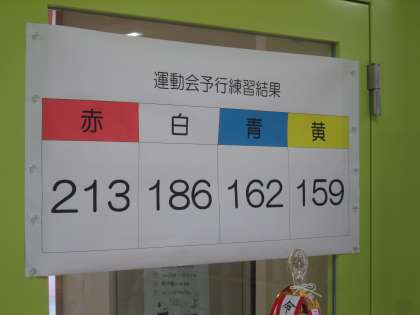 運動会予行練習結果
赤 白 青 黄
213 186 162 159